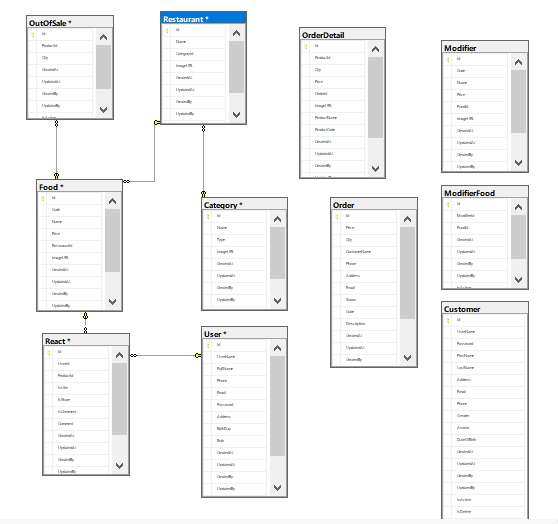 OutOfSale *
Id
ProductId
Qty
CreatedAt
UpdatedAt
CreatedBy
UpdatedBy
IsActive
Restaurant *
Id
Name
CategoryId
ImageURL
CreatedAt
UpdatedAt
CreatedBy
UpdatedBy
OrderDetail
Id
ProductId
Qty
Price
OrderId
ImageURL
ProductName
ProductCode
CreatedAt
UpdatedAt
CreatedBy
UpdatedBy
Modifier
Id
Code
Name
Price
FoodId
ImageURL
CreatedAt
UpdatedAt
CreatedBy
UpdatedBy
Food *
Id
Code
Name
Price
RestaurantId
ImageURL
CreatedAt
UpdatedAt
CreatedBy
UpdatedBy
Category *
Id
Name
Type
ImageURL
CreatedAt
UpdatedAt
CreatedBy
UpdatedBy
Order
Id
Price
Qty
CustomerName
Phone
Address
Email
Status
Code
Description
CreatedAt
UpdatedAt
CreatedBy
ModifierFood
Id
ModifierId
FoodId
CreatedAt
UpdatedAt
CreatedBy
UpdatedBy
IsActive
React *
Id
UserId
ProductId
IsLike
IsShare
IsComment
Comment
CreatedAt
UpdatedAt
CreatedBy
UpdatedBy
User *
Id
UserName
FullName
Phone
Email
Password
Address
BirthDay
Role
CreatedAt
UpdatedAt
CreatedBy
UpdatedBy
Customer
Id
UserName
Password
FirstName
LastName
Address
Email
Phone
Gender
Avatar
DateOfBirth
CreatedAt
UpdatedAt
CreatedBy
UpdatedBy
IsActive
IsDelete